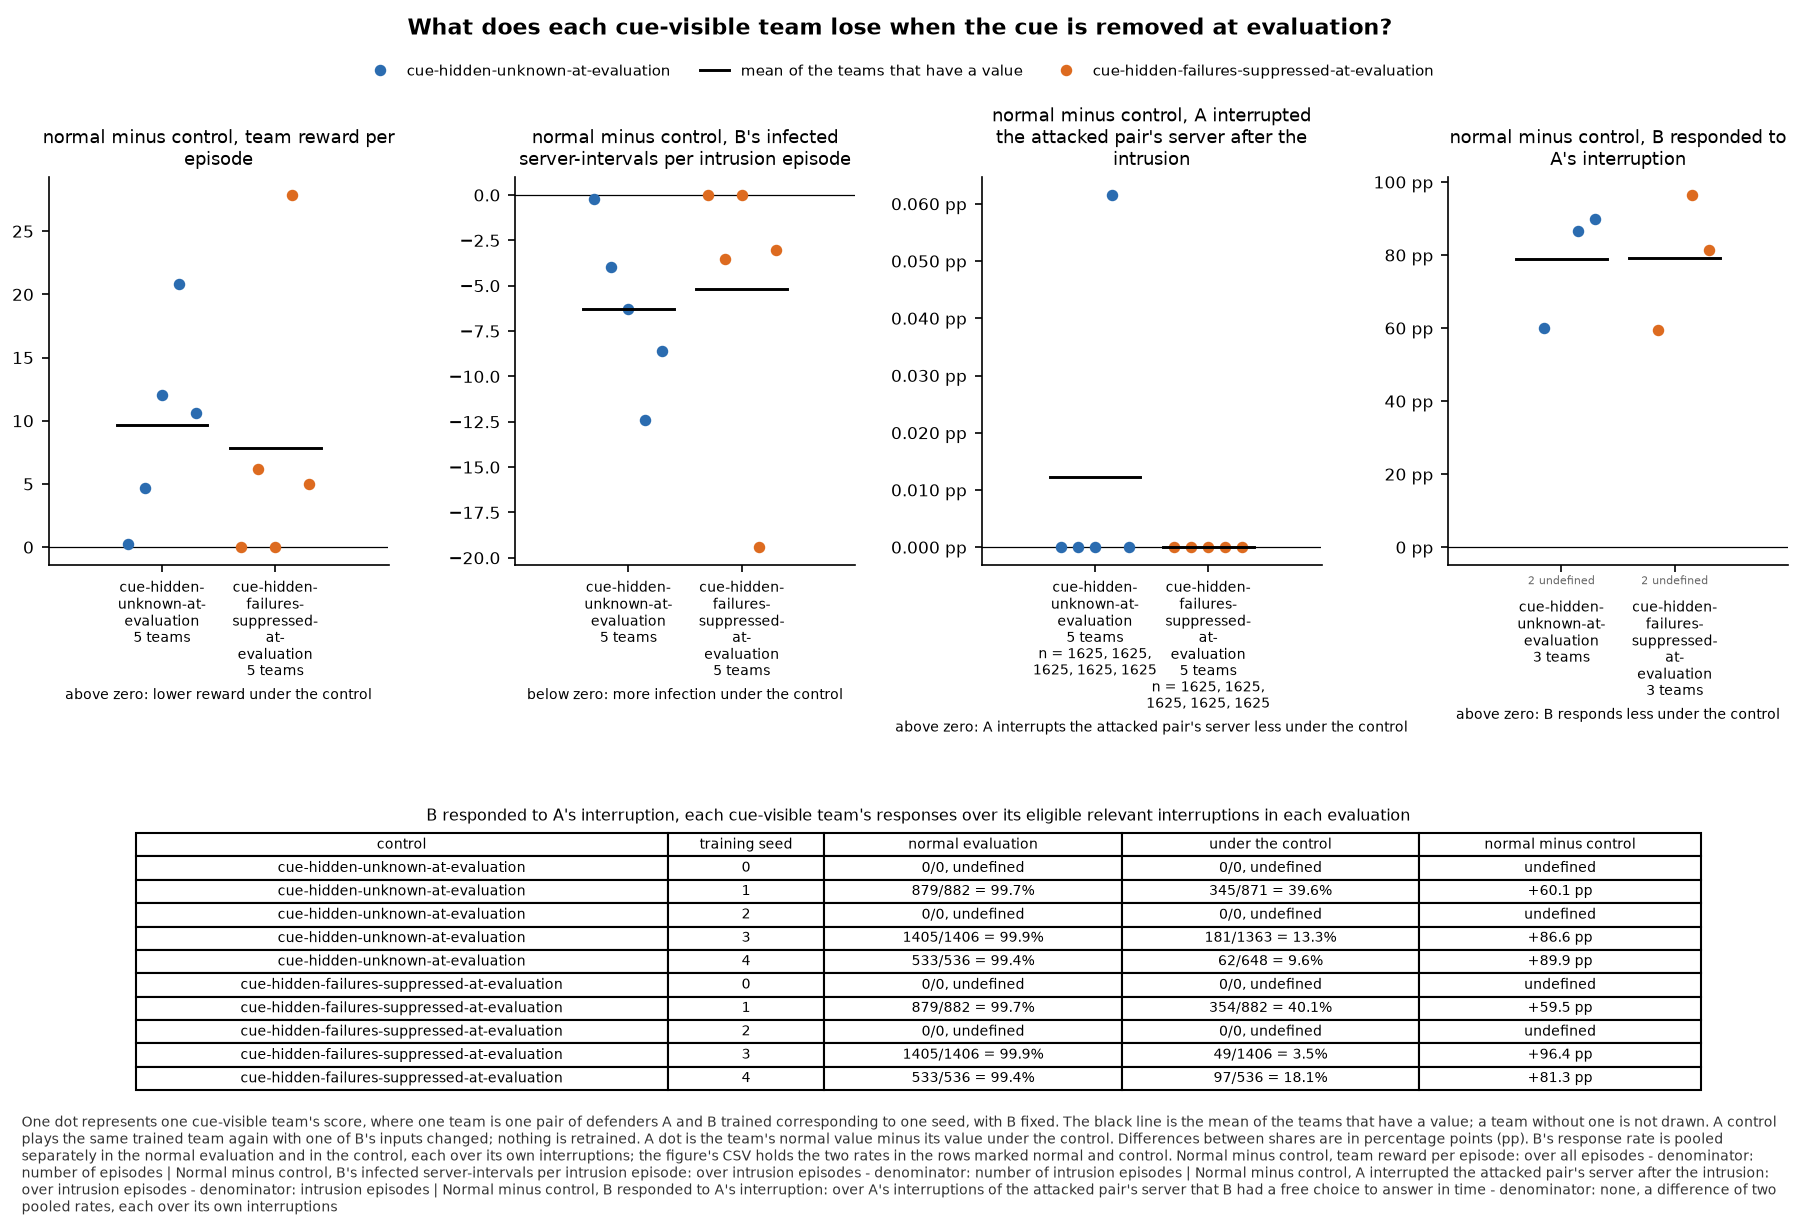 What does each cue-visible team lose when the cue is removed at evaluation?
cue-hidden-unknown-at-evaluation
mean of the teams that have a value
cue-hidden-failures-suppressed-at-evaluation
normal minus control, team reward per
episode
25
20
15
10
5
0
cue-hidden-
unknown-at-
evaluation
5 teams
cue-hidden-
failures-
suppressed-
at-
evaluation
5 teams
above zero: lower reward under the control
normal minus control, B's infected
server-intervals per intrusion episode
0.0
−2.5
−5.0
−7.5
−10.0
−12.5
−15.0
−17.5
−20.0
cue-hidden-
unknown-at-
evaluation
5 teams
cue-hidden-
failures-
suppressed-
at-
evaluation
5 teams
below zero: more infection under the control
normal minus control, A interrupted
the attacked pair's server after the
intrusion
0.060 pp
0.050 pp
0.040 pp
0.030 pp
0.020 pp
0.010 pp
0.000 pp
cue-hidden-
unknown-at-
evaluation
5 teams
n = 1625, 1625,
1625, 1625, 1625
cue-hidden-
failures-
suppressed-
at-
evaluation
5 teams
n = 1625, 1625,
1625, 1625, 1625
above zero: A interrupts the attacked pair's server less under the control
normal minus control, B responded to
A's interruption
100 pp
80 pp
60 pp
40 pp
20 pp
0 pp
2 undefined
cue-hidden-
unknown-at-
evaluation
3 teams
2 undefined
cue-hidden-
failures-
suppressed-
at-
evaluation
3 teams
above zero: B responds less under the control
B responded to A's interruption, each cue-visible team's responses over its eligible relevant interruptions in each evaluation
control training seed normal evaluation under the control normal minus control
cue-hidden-unknown-at-evaluation 0 0/0, undefined 0/0, undefined undefined
cue-hidden-unknown-at-evaluation 1 879/882 = 99.7% 345/871 = 39.6% +60.1 pp
cue-hidden-unknown-at-evaluation 2 0/0, undefined 0/0, undefined undefined
cue-hidden-unknown-at-evaluation 3 1405/1406 = 99.9% 181/1363 = 13.3% +86.6 pp
cue-hidden-unknown-at-evaluation 4 533/536 = 99.4% 62/648 = 9.6% +89.9 pp
cue-hidden-failures-suppressed-at-evaluation 0 0/0, undefined 0/0, undefined undefined
cue-hidden-failures-suppressed-at-evaluation 1 879/882 = 99.7% 354/882 = 40.1% +59.5 pp
cue-hidden-failures-suppressed-at-evaluation 2 0/0, undefined 0/0, undefined undefined
cue-hidden-failures-suppressed-at-evaluation 3 1405/1406 = 99.9% 49/1406 = 3.5% +96.4 pp
cue-hidden-failures-suppressed-at-evaluation 4 533/536 = 99.4% 97/536 = 18.1% +81.3 pp
One dot represents one cue-visible team's score, where one team is one pair of defenders A and B trained corresponding to one seed, with B fixed. The black line is the mean of the teams that have a value; a team without one is not drawn. A control
plays the same trained team again with one of B's inputs changed; nothing is retrained. A dot is the team's normal value minus its value under the control. Differences between shares are in percentage points (pp). B's response rate is pooled
separately in the normal evaluation and in the control, each over its own interruptions; the figure's CSV holds the two rates in the rows marked normal and control. Normal minus control, team reward per episode: over all episodes - denominator:
number of episodes | Normal minus control, B's infected server-intervals per intrusion episode: over intrusion episodes - denominator: number of intrusion episodes | Normal minus control, A interrupted the attacked pair's server after the intrusion:
over intrusion episodes - denominator: intrusion episodes | Normal minus control, B responded to A's interruption: over A's interruptions of the attacked pair's server that B had a free choice to answer in time - denominator: none, a difference of two
pooled rates, each over its own interruptions